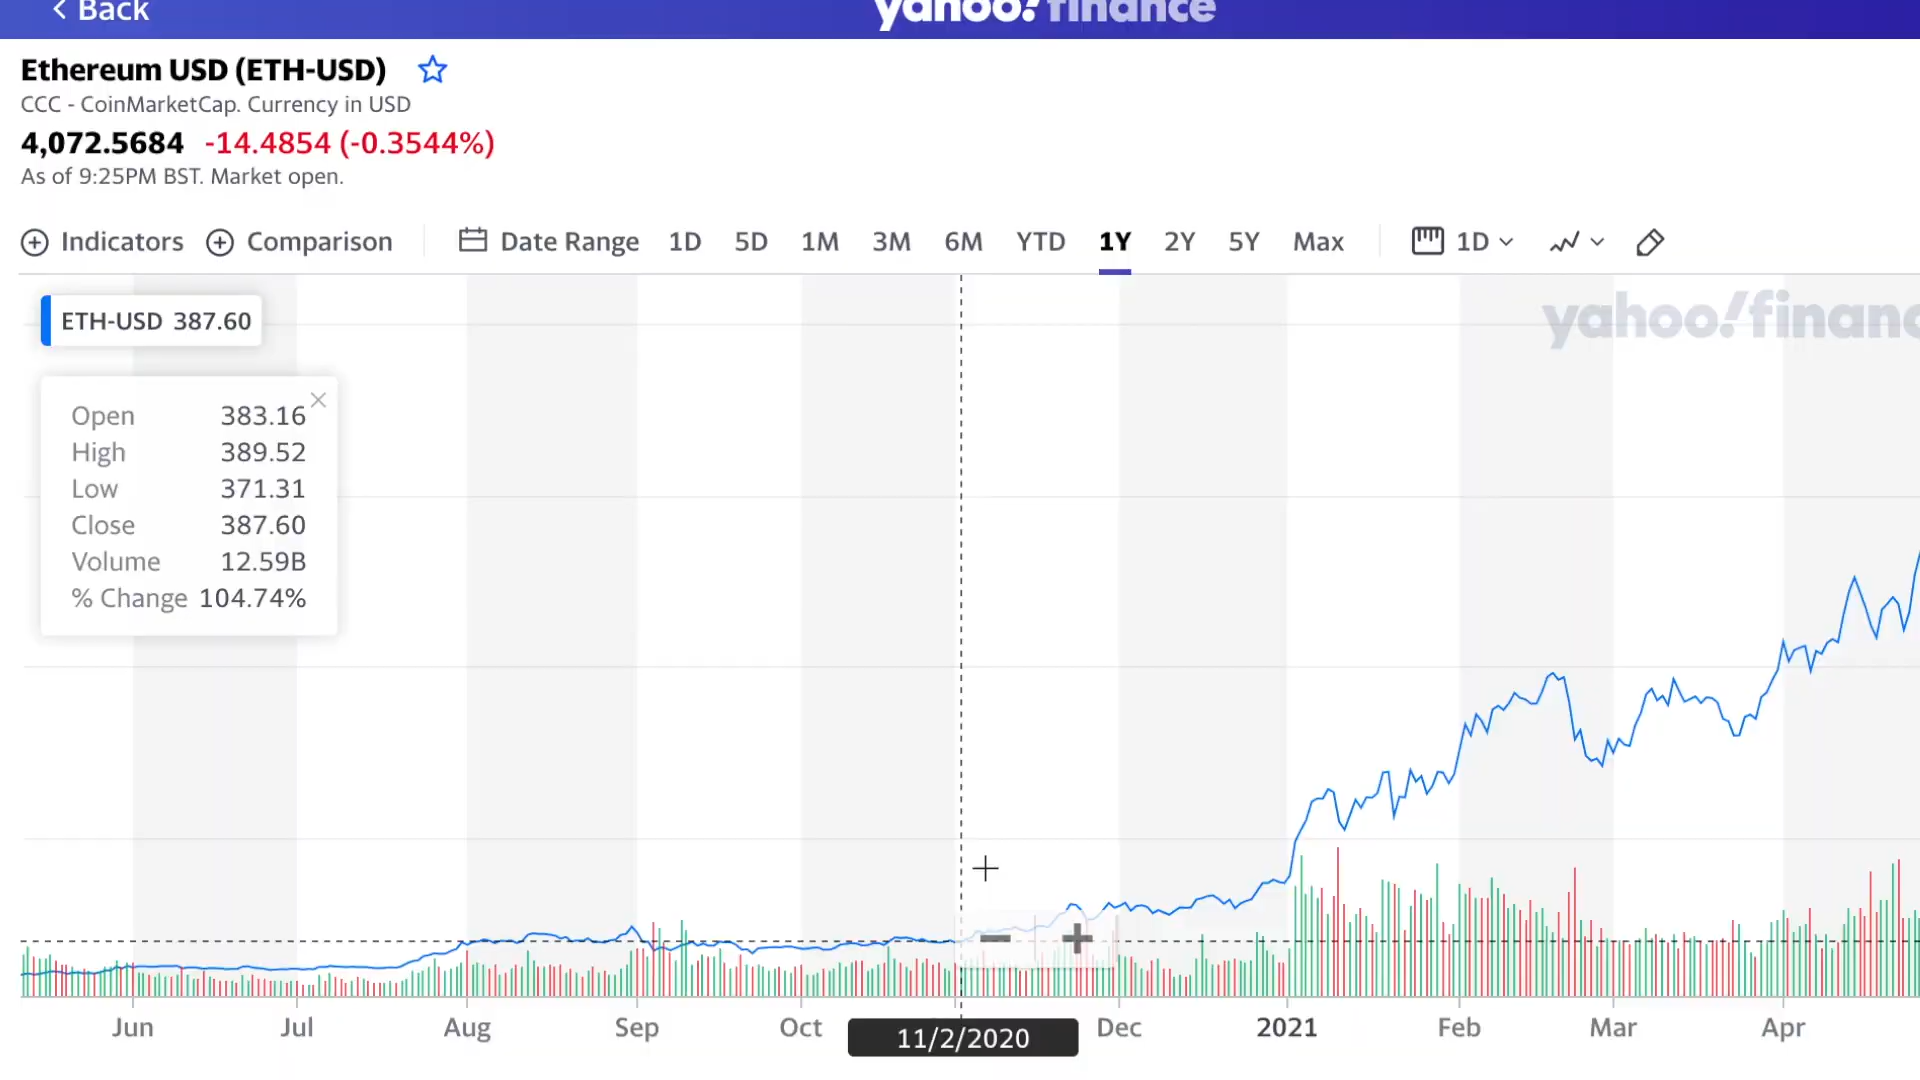 Back
yahoo!finance
Ethereum USD (ETH-USD)
CCC - CoinMarketCap. Currency in USD
4,072.5684 -14.4854 (-0.3544%)
As of 9:25PM BST. Market open.
Indicators Comparison Date Range 1D 5D 1M 3M 6M YTD 1Y 2Y 5Y Max 1D
ETH-USD 387.60
yahoo!financ
Open 383.16
High 389.52
Low 371.31
Close 387.60
Volume 12.59B
% Change 104.74%
Jun Jul Aug Sep Oct 11/2/2020 Dec 2021 Feb Mar Apr